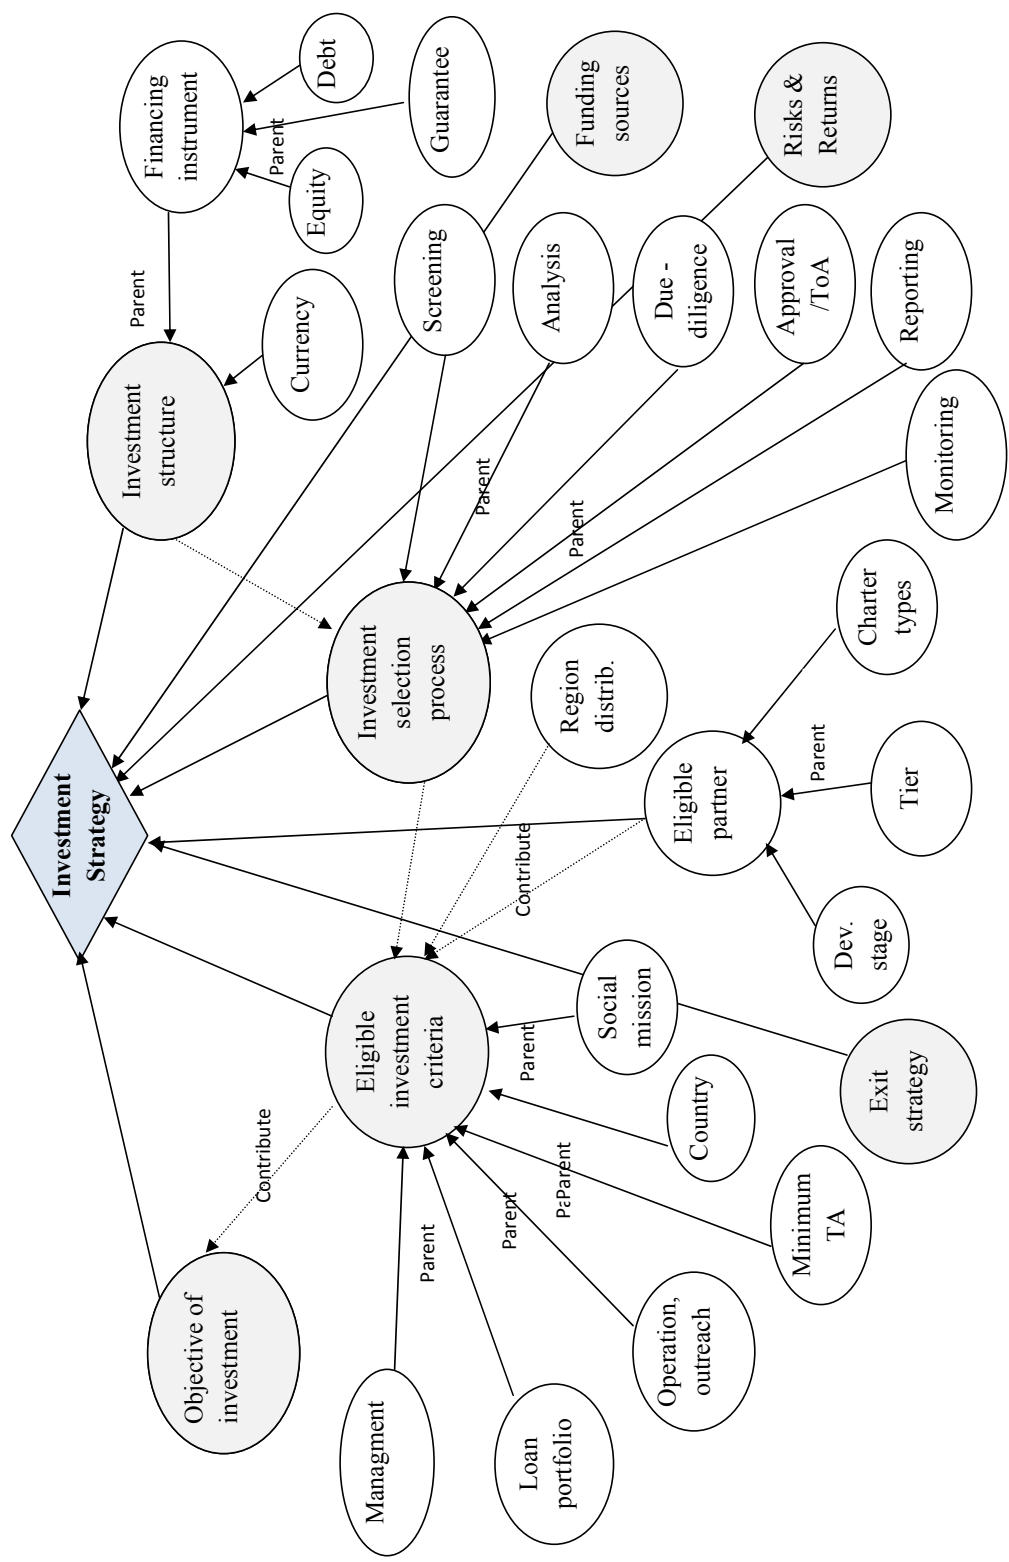 Investment
Strategy
Investment
structure
Parent
Financing
instrument
Objective of
investment
Contribute
Parent
Currency
Equity
Debt
Managment
Eligible
investment
criteria
Investment
selection
process
Screening
Guarantee
Parent
Parent
Parent
Parent
Contribute
Analysis
Funding
sources
Loan
portfolio
PaParent
Region
distrib.
Parent
Social
mission
Due -
diligence
Operation,
outreach
Country
Eligible
partner
Approval
/ToA
Risks &
Returns
Minimum
TA
Parent
Dev.
stage
Charter
types
Exit
strategy
Tier
Reporting
Monitoring